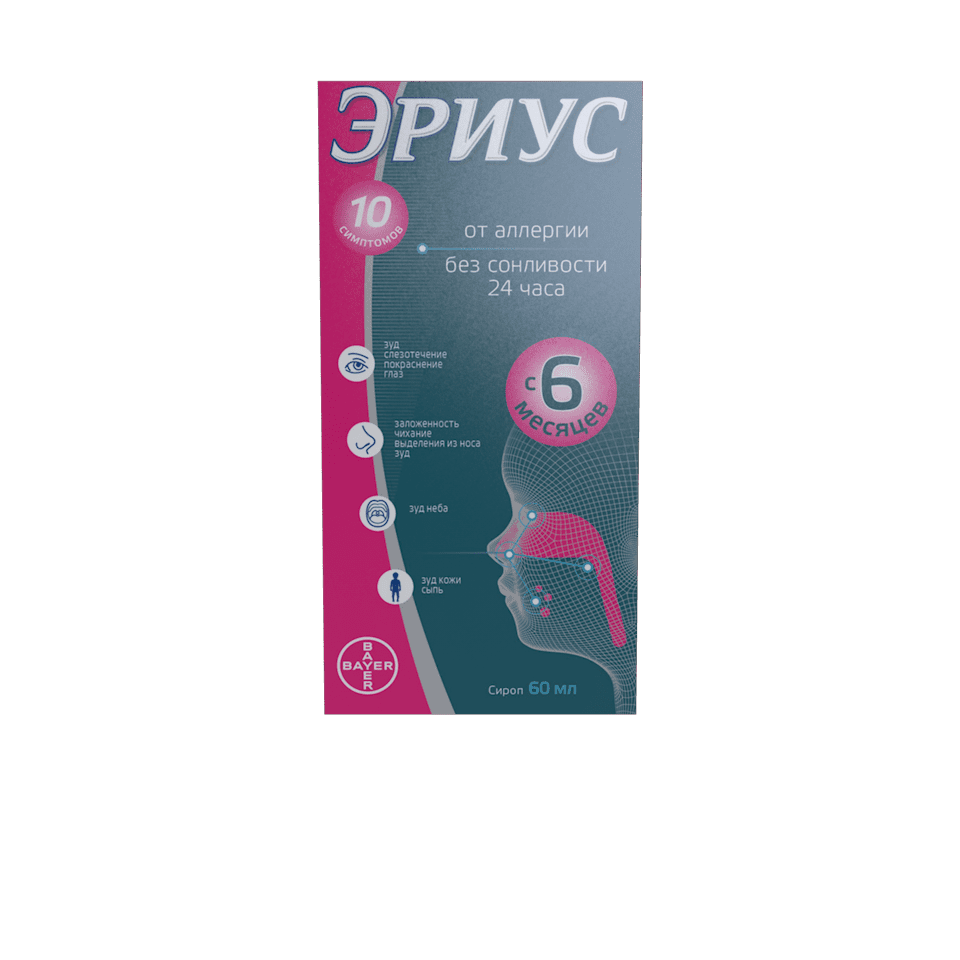 ЭРИУС
10
СИМПТОМОВ
от аллергии
без сонливости
24 часа
с 6
месяцев
зуд
слезотечение
покраснение
глаз
заложенность
чихание
выделения из носа
зуд
зуд неба
зуд кожи
сыпь
BAYER
BAYER
Сироп 60 мл